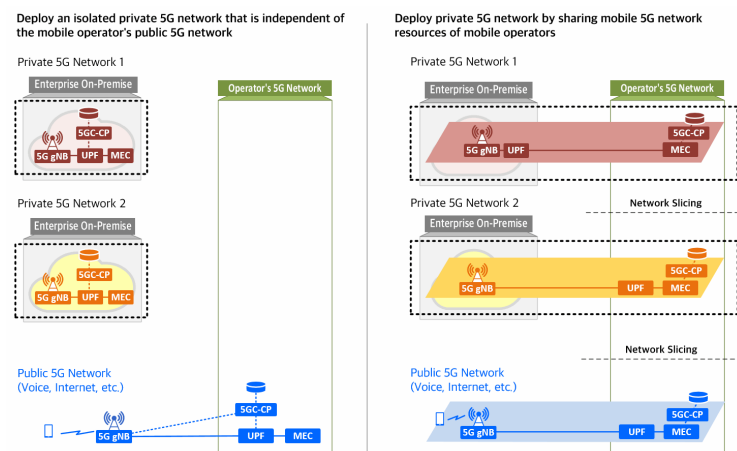 Deploy an isolated private 5G network that is independent of
the mobile operator's public 5G network
Private 5G Network 1
Enterprise On-Premise
Operator's 5G Network
5GC-CP
5G gNB
UPF
MEC
Private 5G Network 2
Enterprise On-Premise
5GC-CP
5G gNB
UPF
MEC
Public 5G Network
(Voice, Internet, etc.)
5GC-CP
5G gNB
UPF
MEC
Deploy private 5G network by sharing mobile 5G network
resources of mobile operators
Private 5G Network 1
Enterprise On-Premise
Operator's 5G Network
5GC-CP
5G gNB
UPF
MEC
Network Slicing
Private 5G Network 2
Enterprise On-Premise
5GC-CP
5G gNB
UPF
MEC
Network Slicing
Public 5G Network
(Voice, Internet, etc.)
5GC-CP
5G gNB
UPF
MEC